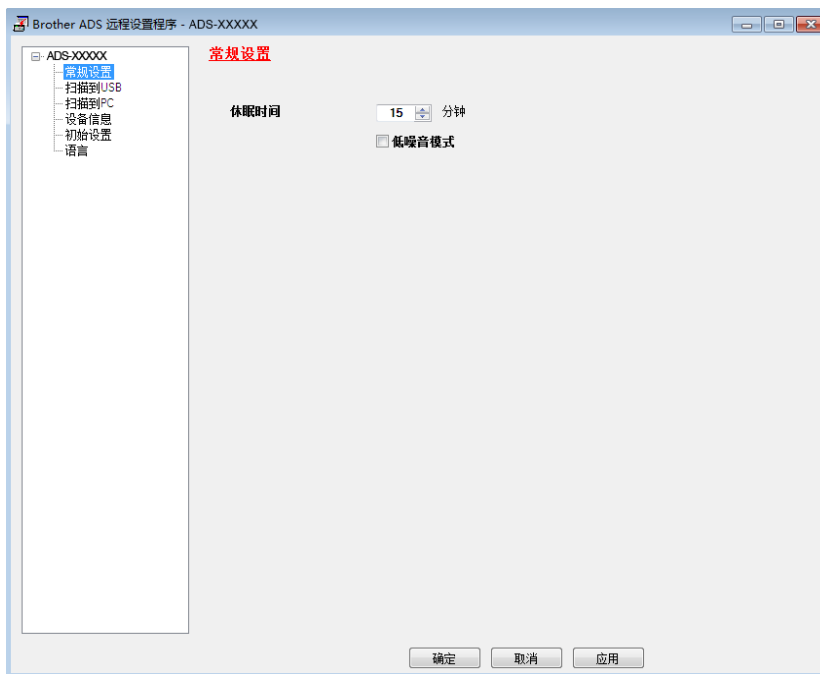 Brother ADS 远程设置程序 - ADS-XXXXX
ADS-XXXXX
常规设置
扫描到USB
扫描到PC
设备信息
初始设置
语言
常规设置
休眠时间 15 分钟
低噪音模式
确定 取消 应用